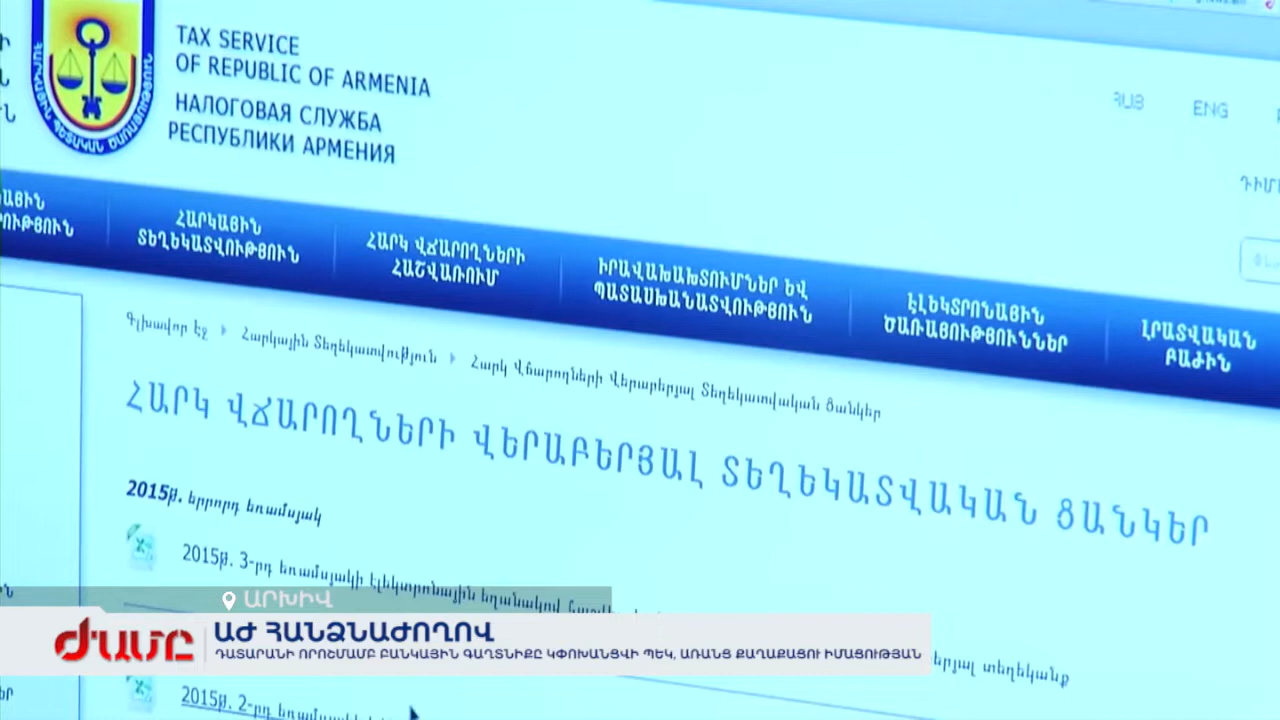 TAX SERVICE
OF REPUBLIC OF ARMENIA
НАЛОГОВАЯ СЛУЖБА
РЕСПУБЛИКИ АРМЕНИЯ
ՀԱՅ
ENG
ՀԱՐԿԱՅԻՆ
ՏԵՂԵԿԱՏՎՈՒԹՅՈՒՆ
ՀԱՐԿ ՎՃԱՐՈՂՆԵՐԻ
ՀԱՇՎԱՌՈՒՄ
ԻՐԱՎԱԽԱԽՏՈՒՄՆԵՐ ԵՎ
ՊԱՏԱՍԽԱՆԱՏՎՈՒԹՅՈՒՆ
ԷԼԵԿՏՐՈՆԱՅԻՆ
ԾԱՌԱՅՈՒԹՅՈՒՆՆԵՐ
ԼՐԱՏՎԱԿԱՆ
ԲԱԺԻՆ
Գլխավոր էջ Հարկային Տեղեկատվություն Հարկ Վճարողների Վերաբերյալ Տեղեկատվական Ցանկեր
ՀԱՐԿ ՎՃԱՐՈՂՆԵՐԻ ՎԵՐԱԲԵՐՅԱԼ ՏԵՂԵԿԱՏՎԱԿԱՆ ՑԱՆԿԵՐ
2015թ. երրորդ եռամսյակ
2015թ. 3-րդ եռամսյակի էլեկտրոնային եղանակով
տեղեկանք
ԱՐԽԻՎ
ԺԱՄԸ
ԱԺ ՀԱՆՁՆԱԺՈՂՈՎ
ԴԱՏԱՐԱՆԻ ՈՐՈՇՄԱՄԲ ԲԱՆԿԱՅԻՆ ԳԱՂՏՆԻՔԸ ԿՓՈԽԱՆՑՎԻ ՊԵԿ, ԱՌԱՆՑ ՔԱՂԱՔԱՑՈՒ ԻՄԱՑՈՒԹՅԱՆ
2015թ. 2-րդ